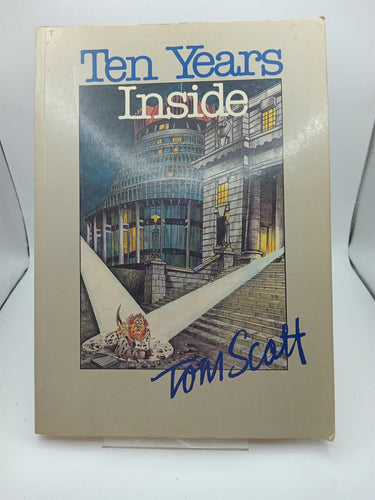 Ten Years
Inside
Tom Scott